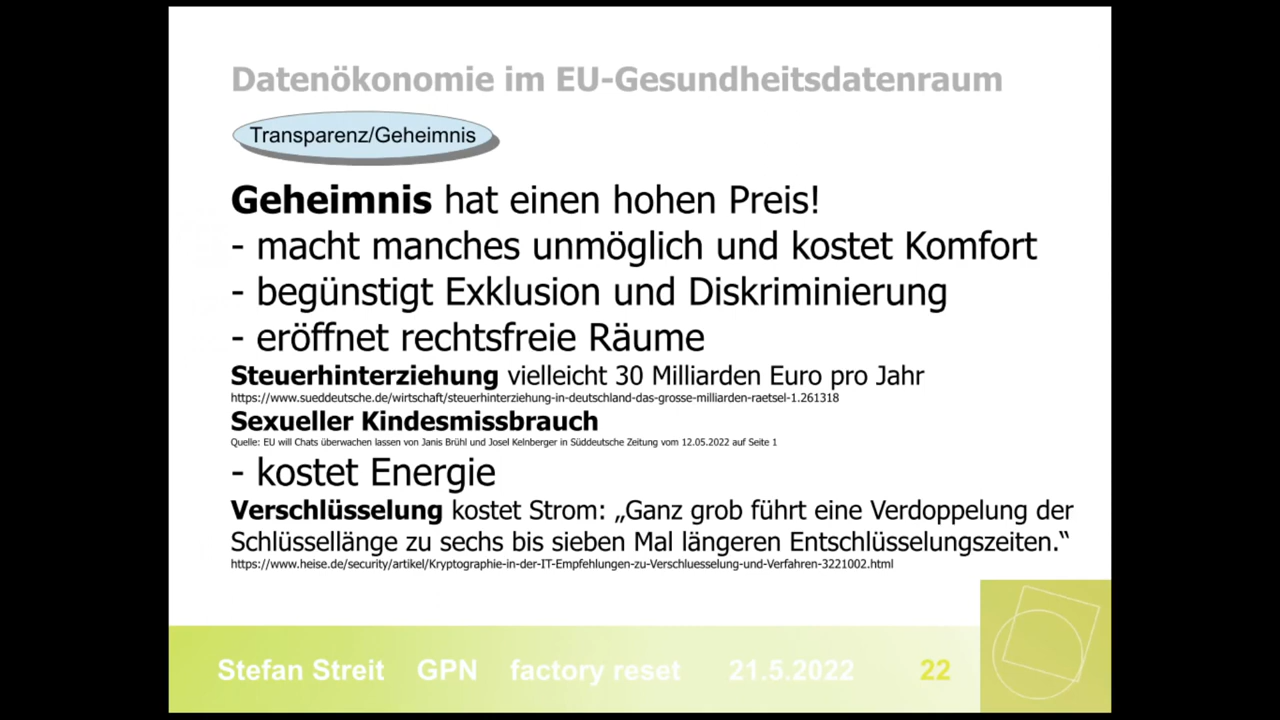 Datenökonomie im EU-Gesundheitsdatenraum
Transparenz/Geheimnis
Geheimnis hat einen hohen Preis!
- macht manches unmöglich und kostet Komfort
- begünstigt Exklusion und Diskriminierung
- eröffnet rechtsfreie Räume
Steuerhinterziehung vielleicht 30 Milliarden Euro pro Jahr
https://www.sueddeutsche.de/wirtschaft/steuerhinterziehung-in-deutschland-das-grosse-milliarden-raetsel-1.261318
Sexueller Kindesmissbrauch
Quelle: EU will Chats überwachen lassen von Janis Brühl und Josef Kelnberger in Süddeutsche Zeitung vom 12.05.2022 auf Seite 1
- kostet Energie
Verschlüsselung kostet Strom: „Ganz grob führt eine Verdoppelung der
Schlüssellänge zu sechs bis sieben Mal längeren Entschlüsselungszeiten.“
https://www.heise.de/security/artikel/Kryptographie-in-der-IT-Empfehlungen-zu-Verschluesselung-und-Verfahren-3221002.html
Stefan Streit GPN factory reset 21.5.2022 22